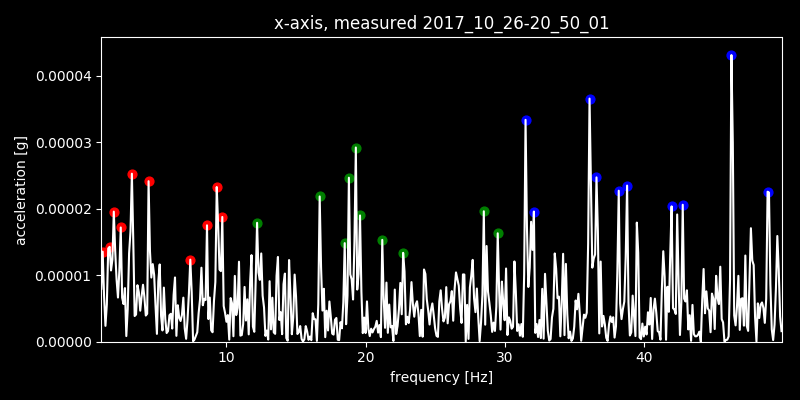 x-axis, measured 2017_10_26-20_50_01
0.00004
0.00003
0.00002
0.00001
0.00000
acceleration [g]
10 20 30 40
frequency [Hz]